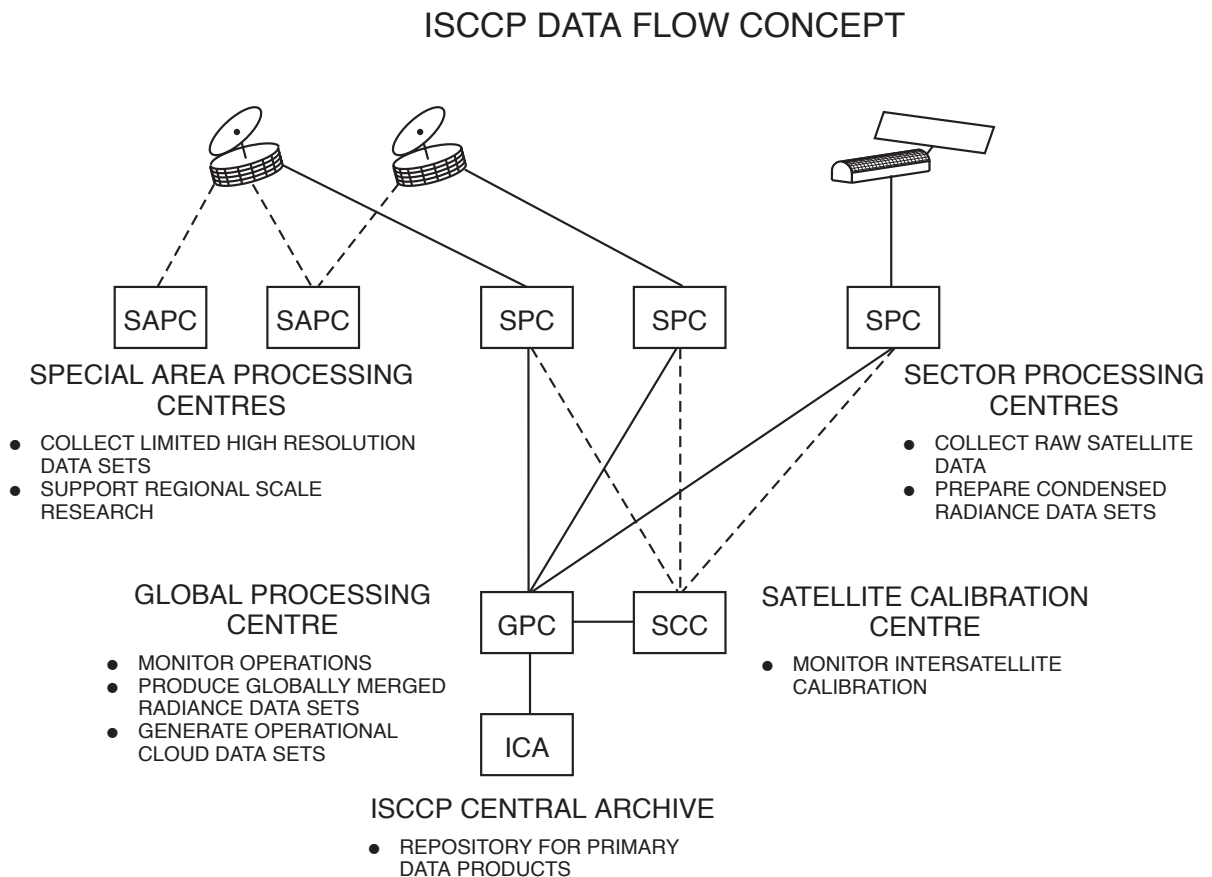 ISCCP DATA FLOW CONCEPT
SAPC
SAPC
SPC
SPC
SPC
SPECIAL AREA PROCESSING
CENTRES
● COLLECT LIMITED HIGH RESOLUTION
DATA SETS
● SUPPORT REGIONAL SCALE
RESEARCH
SECTOR PROCESSING
CENTRES
● COLLECT RAW SATELLITE
DATA
● PREPARE CONDENSED
RADIANCE DATA SETS
GLOBAL PROCESSING
CENTRE
● MONITOR OPERATIONS
● PRODUCE GLOBALLY MERGED
RADIANCE DATA SETS
● GENERATE OPERATIONAL
CLOUD DATA SETS
GPC
SCC
SATELLITE CALIBRATION
CENTRE
● MONITOR INTERSATELLITE
CALIBRATION
ICA
ISCCP CENTRAL ARCHIVE
● REPOSITORY FOR PRIMARY
DATA PRODUCTS